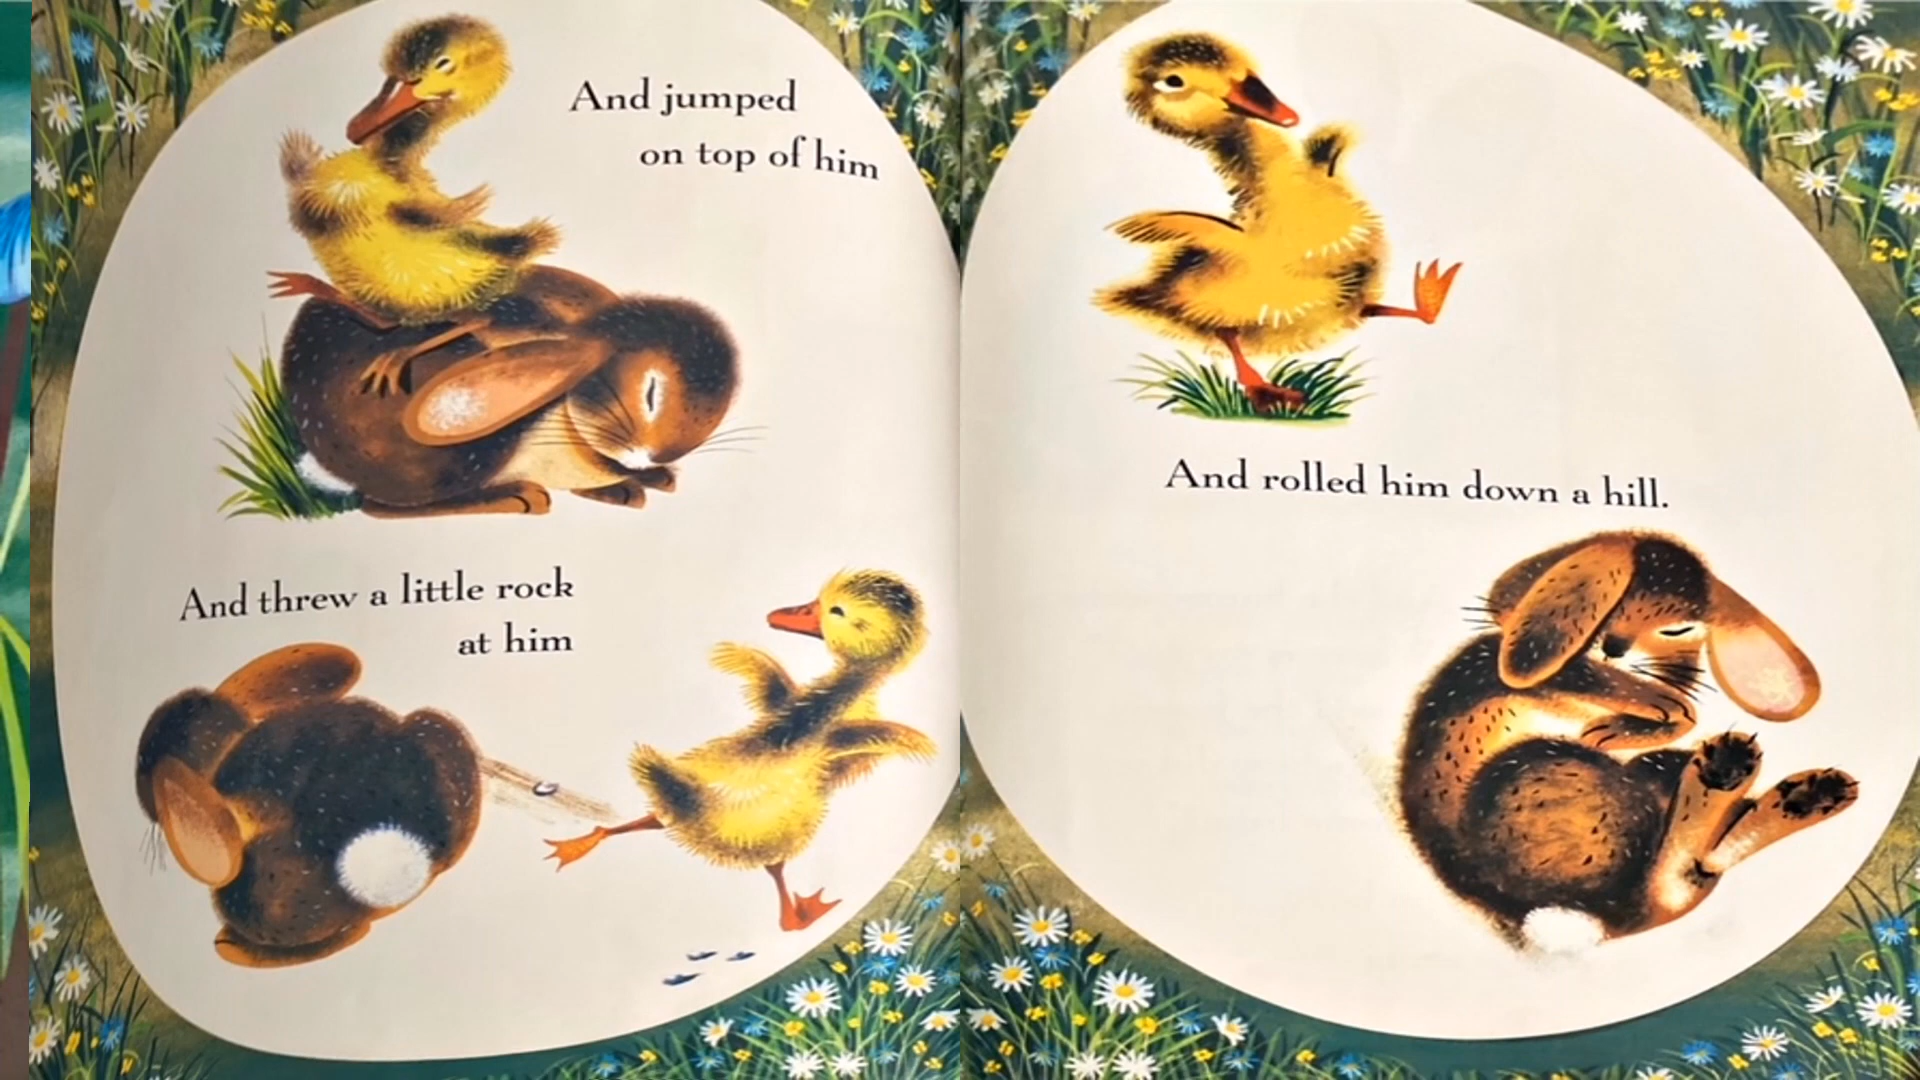 And jumped
on top of him
And threw a little rock
at him
And rolled him down a hill.